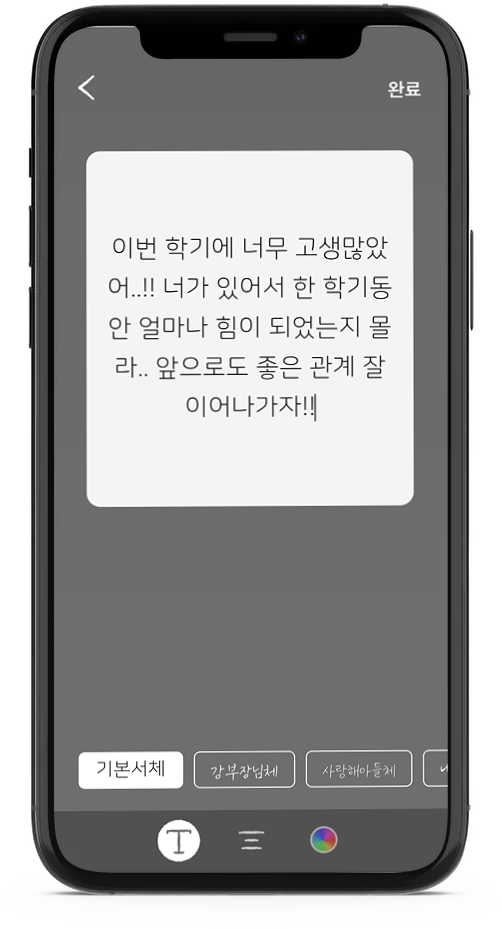 완료
이번 학기에 너무 고생많았
어..!! 너가 있어서 한 학기동
안 얼마나 힘이 되었는지 몰
라.. 앞으로도 좋은 관계 잘
이어나가자!!
기본서체 강부장님체 사랑해아들체
T